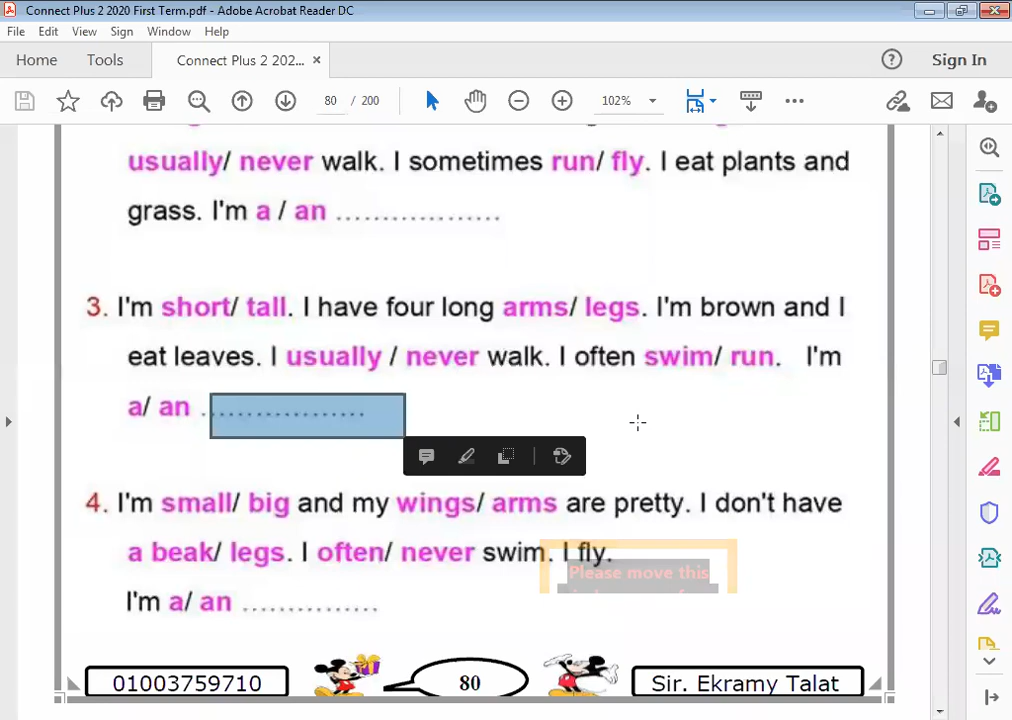 Connect Plus 2 2020 First Term.pdf - Adobe Acrobat Reader DC
File Edit View Sign Window Help
Home Tools Connect Plus 2 202... × Sign In
80 / 200 102%
usually/ never walk. I sometimes run/ fly. I eat plants and
grass. I'm a / an ....................
3. I'm short/ tall. I have four long arms/ legs. I'm brown and I
eat leaves. I usually / never walk. I often swim/ run. I'm
a/ an ....................
4. I'm small/ big and my wings/ arms are pretty. I don't have
a beak/ legs. I often/ never swim. I fly.
Please move this
I'm a/ an ................
01003759710 80 Sir. Ekramy Talat